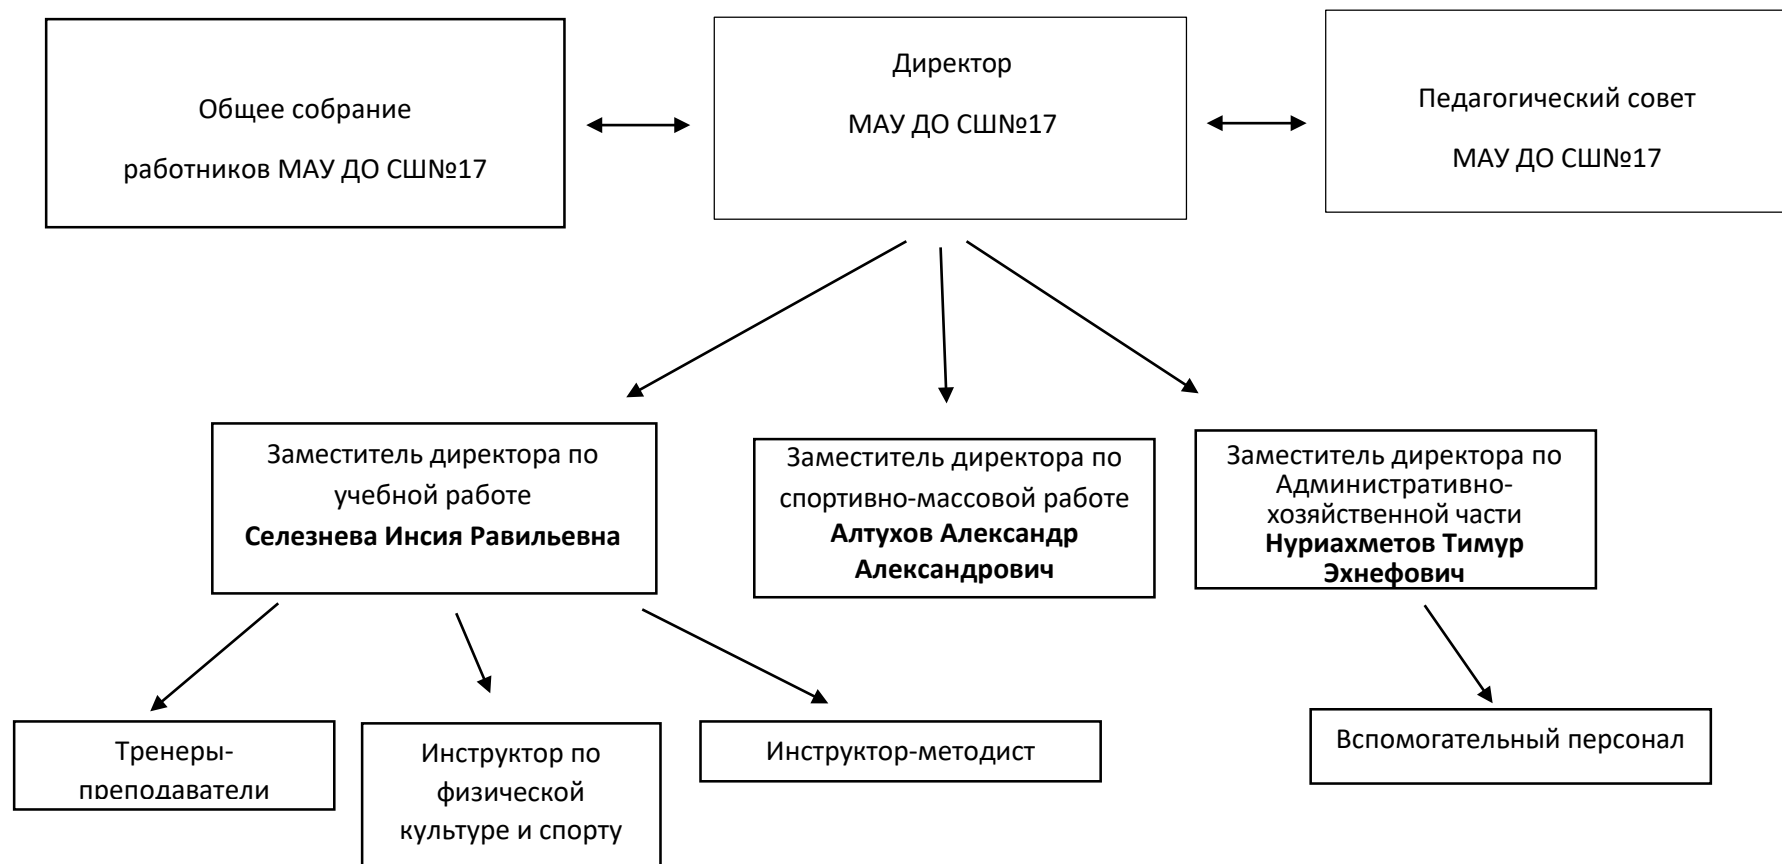 Общее собрание
работников МАУ ДО СШ№17
Директор
МАУ ДО СШ№17
Педагогический совет
МАУ ДО СШ№17
Заместитель директора по
учебной работе
Селезнева Инсия Равильевна
Заместитель директора по
спортивно-массовой работе
Алтухов Александр
Александрович
Заместитель директора по
Административно-
хозяйственной части
Нуриахметов Тимур
Эхнефович
Тренеры-
преподаватели
Инструктор по
физической
культуре и спорту
Инструктор-методист
Вспомогательный персонал